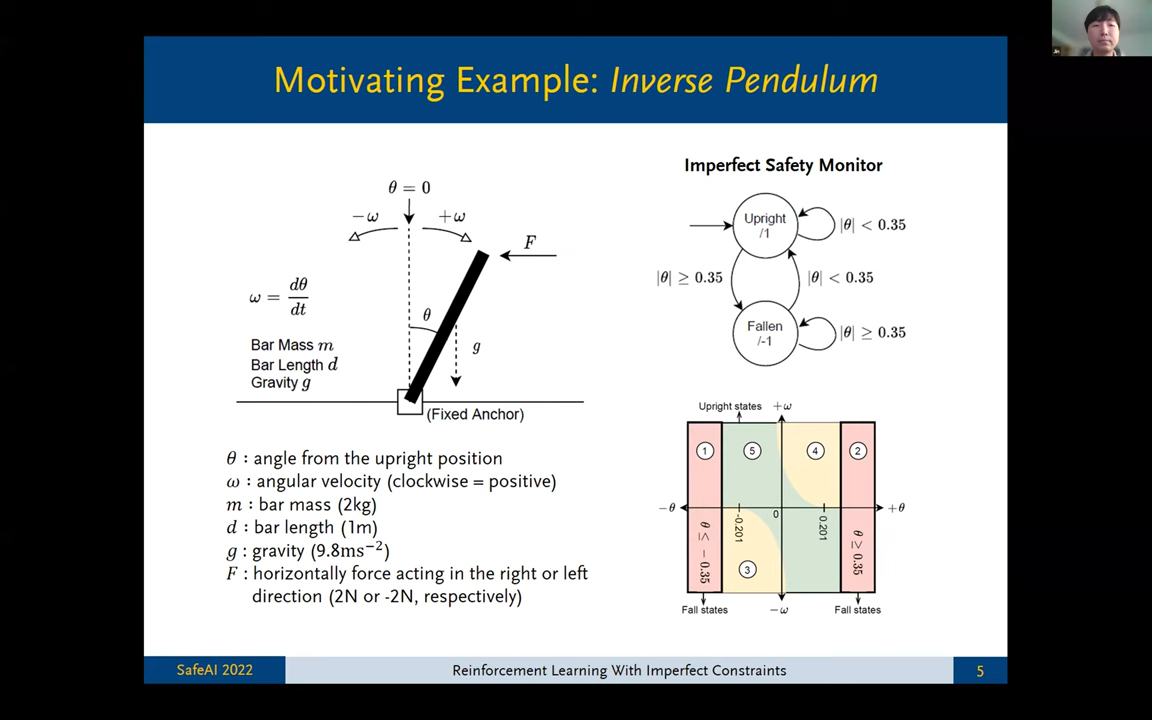 Motivating Example: Inverse Pendulum
θ = 0
−ω
+ω
F
ω = dθ/dt
θ
g
Bar Mass m
Bar Length d
Gravity g
(Fixed Anchor)
θ : angle from the upright position
ω : angular velocity (clockwise = positive)
m : bar mass (2kg)
d : bar length (1m)
g : gravity (9.8ms⁻²)
F : horizontally force acting in the right or left
direction (2N or -2N, respectively)
Imperfect Safety Monitor
Upright
/1
|θ| < 0.35
|θ| ≥ 0.35
|θ| < 0.35
Fallen
/-1
|θ| ≥ 0.35
Upright states
+ω
①
⑤
④
②
−θ
0
+θ
-0.201
0.201
θ ≤ −0.35
θ ≥ 0.35
③
Fall states
−ω
Fall states
SafeAI 2022
Reinforcement Learning With Imperfect Constraints
5